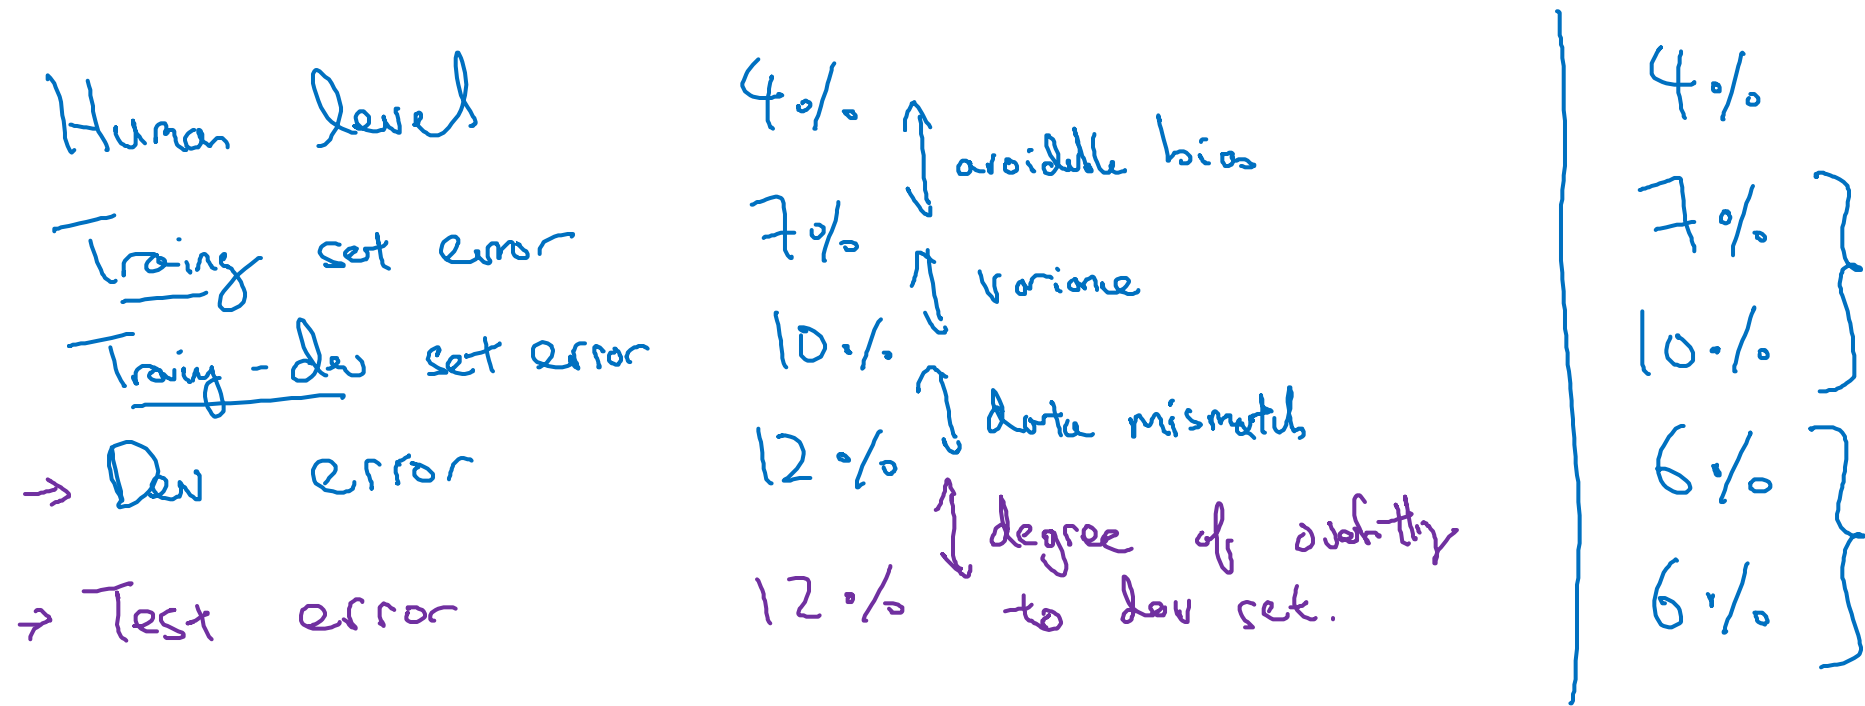 Human level 4% 4%
avoidable bias
Training set error 7% 7%
variance
Training-dev set error 10% 10%
data mismatch
→ Dev error 12% 6%
degree of overfitting
→ Test error 12% to dev set. 6%